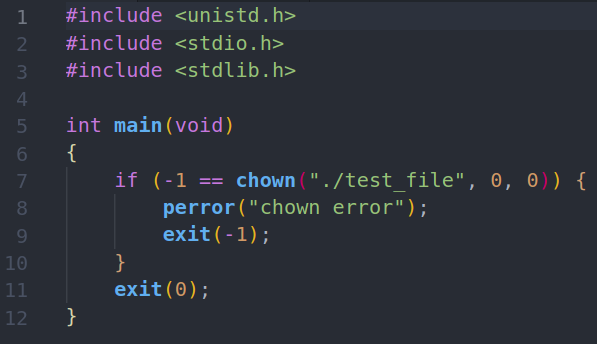 1 #include <unistd.h>
2 #include <stdio.h>
3 #include <stdlib.h>
4
5 int main(void)
6 {
7     if (-1 == chown("./test_file", 0, 0)) {
8         perror("chown error");
9         exit(-1);
10     }
11     exit(0);
12 }